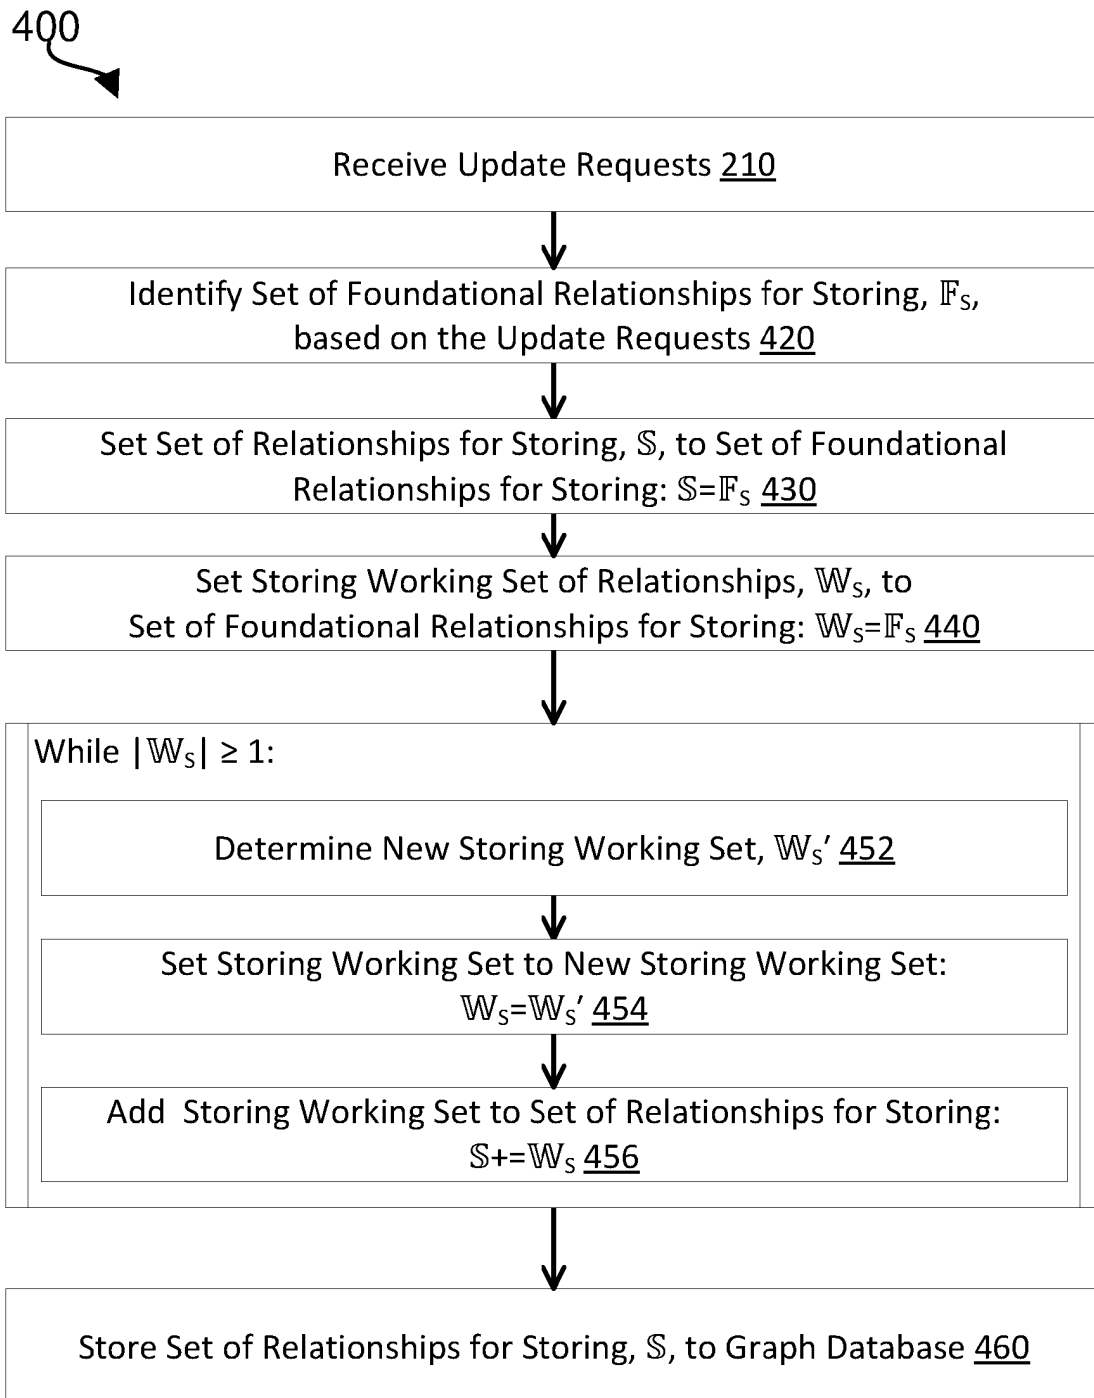 400
Receive Update Requests 210
Identify Set of Foundational Relationships for Storing, 𝔽S,
based on the Update Requests 420
Set Set of Relationships for Storing, 𝕊, to Set of Foundational
Relationships for Storing: 𝕊=𝔽S 430
Set Storing Working Set of Relationships, 𝕎S, to
Set of Foundational Relationships for Storing: 𝕎S=𝔽S 440
While |𝕎S| ≥ 1:
Determine New Storing Working Set, 𝕎S′ 452
Set Storing Working Set to New Storing Working Set:
𝕎S=𝕎S′ 454
Add Storing Working Set to Set of Relationships for Storing:
𝕊+=𝕎S 456
Store Set of Relationships for Storing, 𝕊, to Graph Database 460